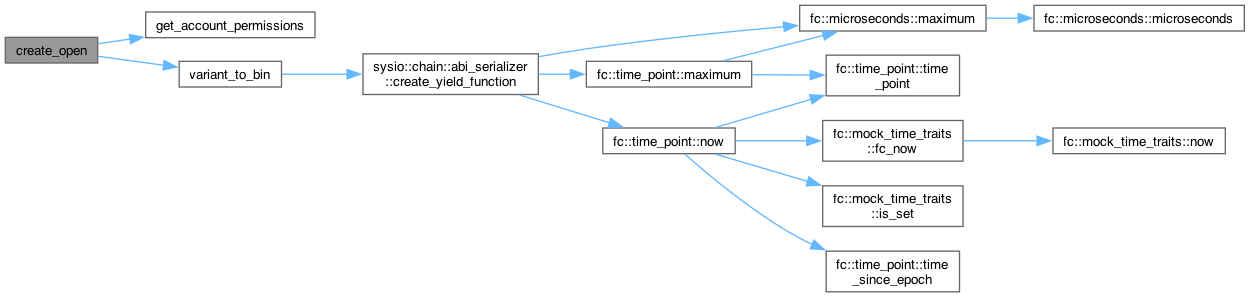 create_open
get_account_permissions
variant_to_bin
sysio::chain::abi_serializer
::create_yield_function
fc::microseconds::maximum
fc::microseconds::microseconds
fc::time_point::maximum
fc::time_point::time
_point
fc::time_point::now
fc::mock_time_traits
::fc_now
fc::mock_time_traits::now
fc::mock_time_traits
::is_set
fc::time_point::time
_since_epoch